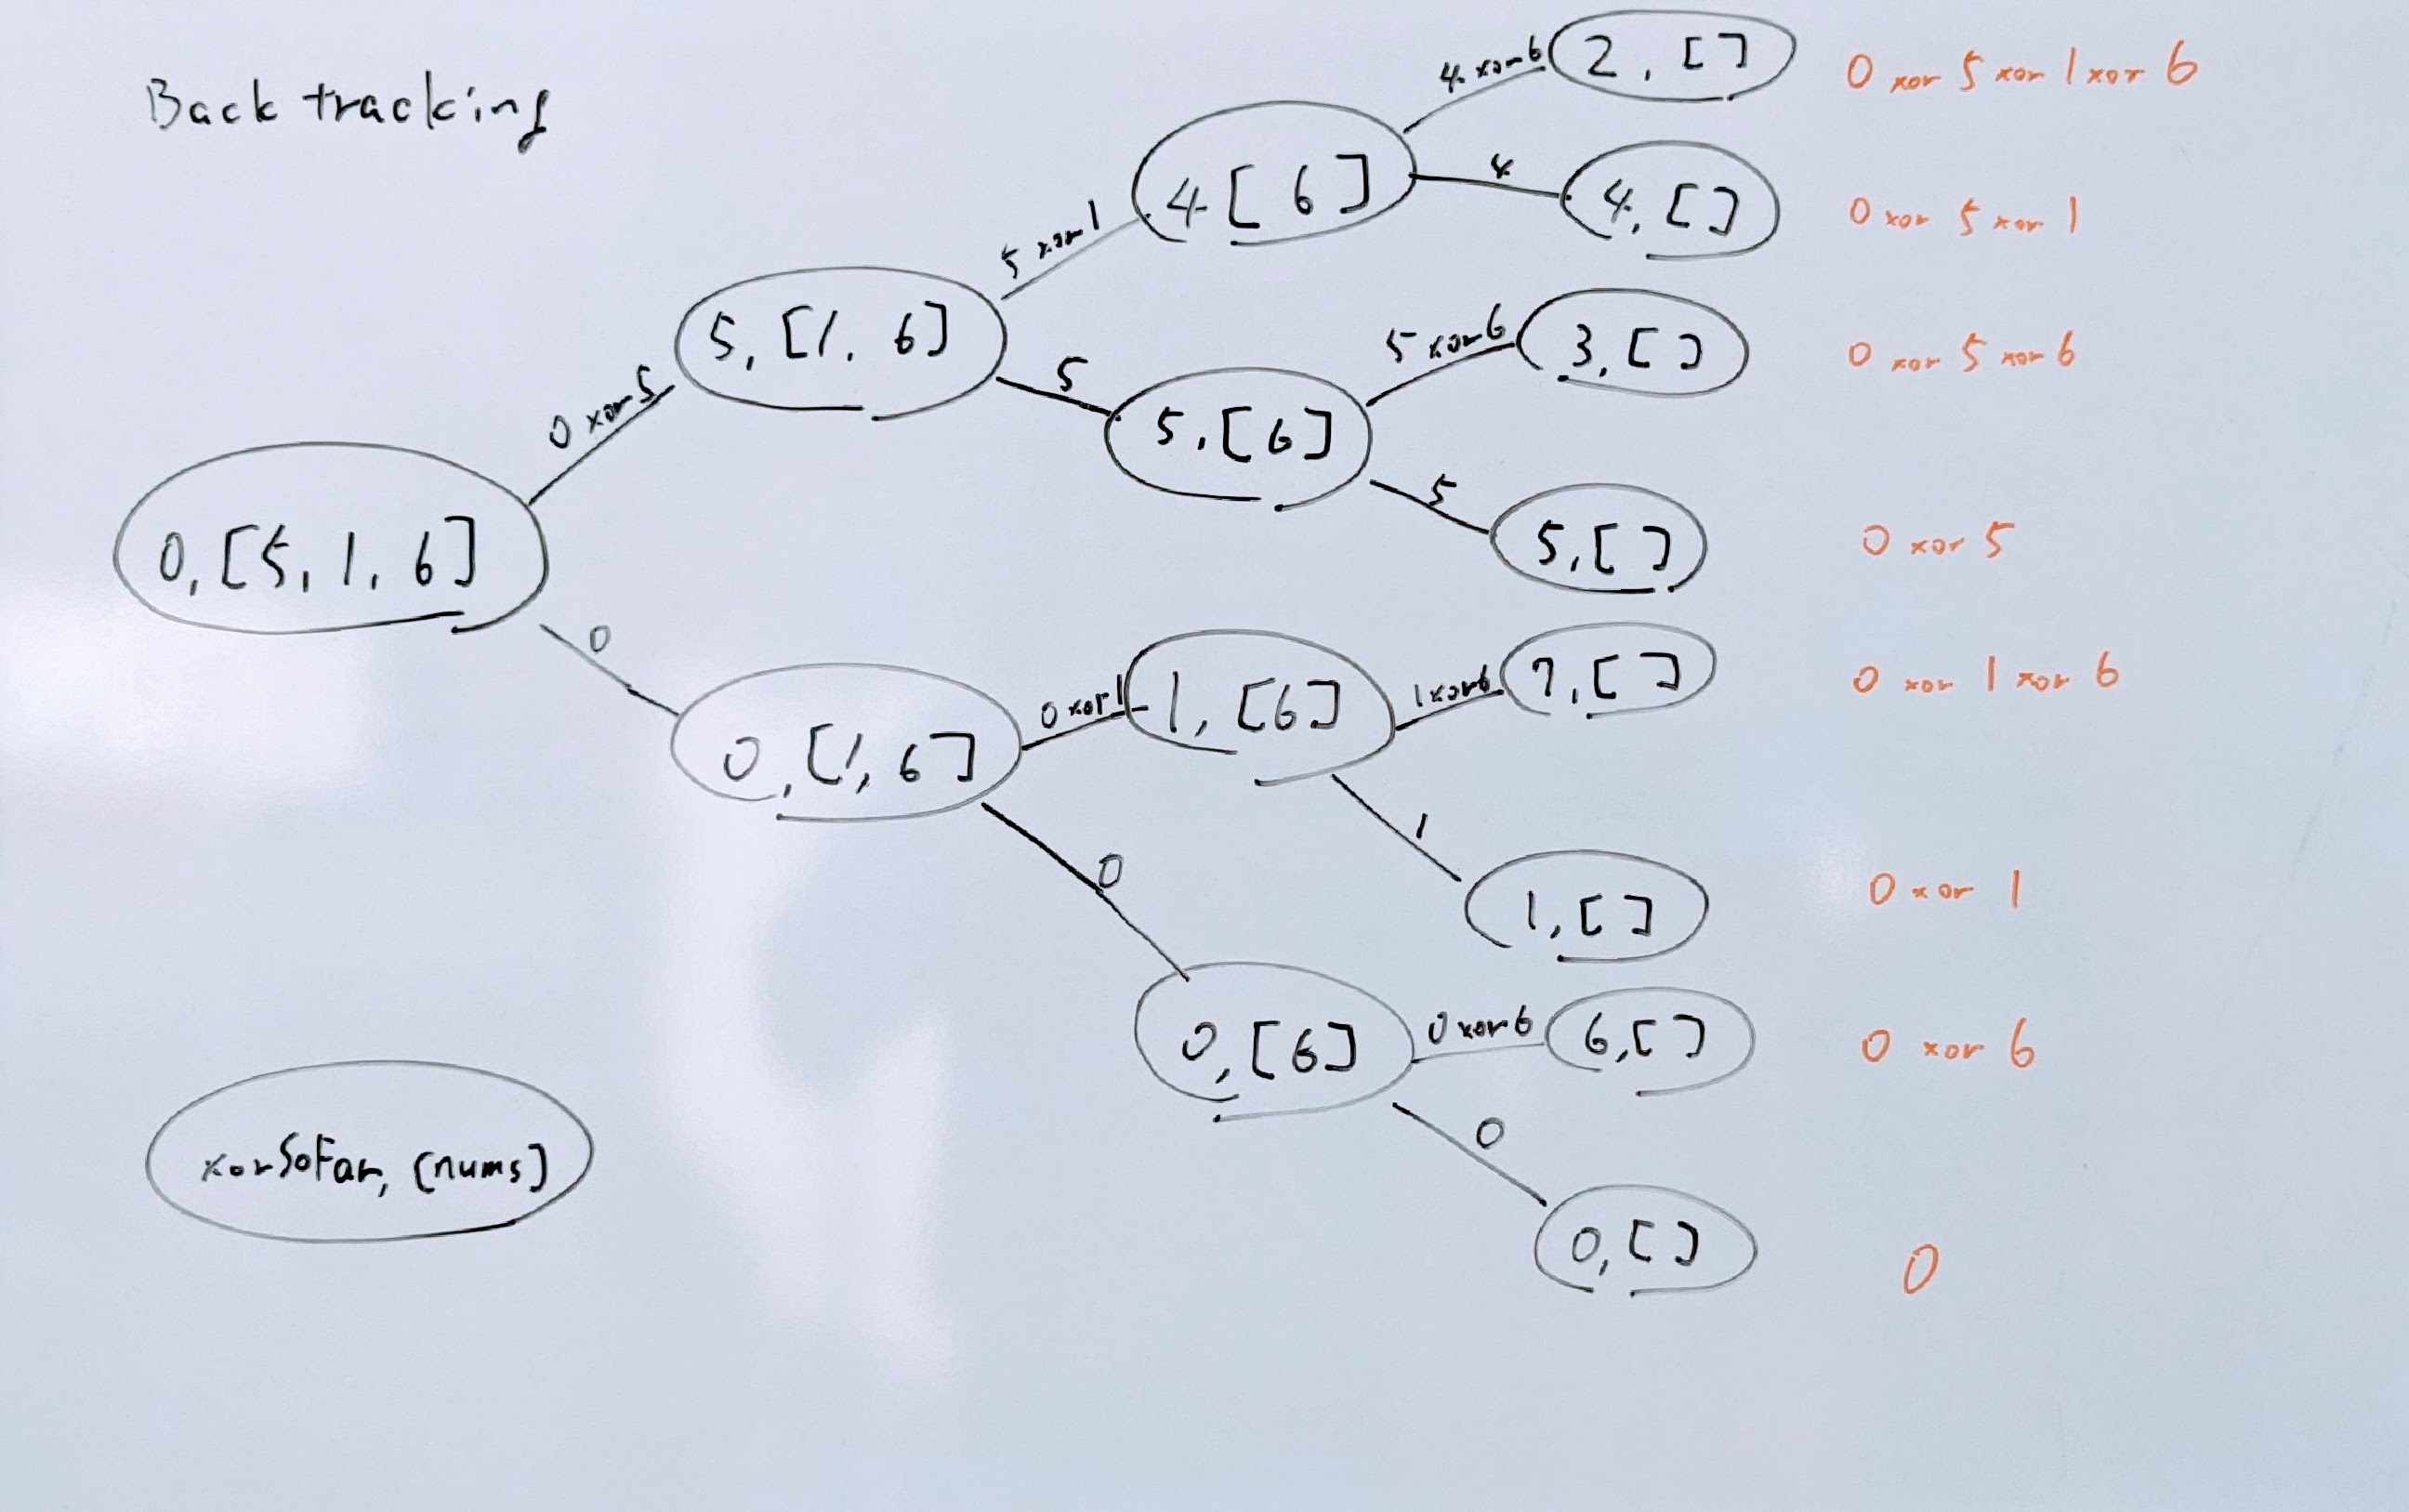 Backtracking
4 xor 6
2, []
0 xor 5 xor 1 xor 6
4 [6]
4
4, []
0 xor 5 xor 1
5 xor 1
5, [1, 6]
5 xor 6
3, []
0 xor 5 xor 6
5
5, [6]
0 xor 5
5
5, []
0 xor 5
0, [5, 1, 6]
0
0 xor 1
1, [6]
1 xor 6
7, []
0 xor 1 xor 6
0, [1, 6]
1
1, []
0 xor 1
0
0, [6]
0 xor 6
6, []
0 xor 6
0
0, []
0
xorSoFar, [nums]